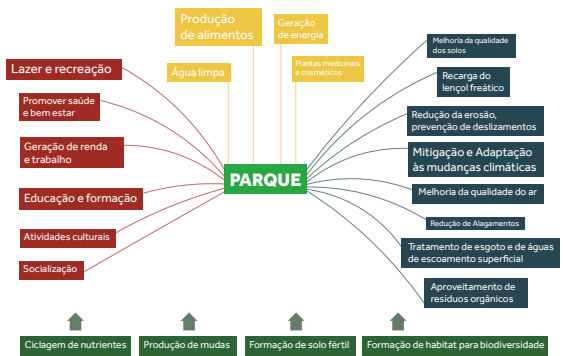 Produção
de alimentos
Geração
de energia
Água limpa
Plantas medicinais
e cosméticos
Lazer e recreação
Promover saúde
e bem estar
Geração de renda
e trabalho
Educação e formação
Atividades culturais
Socialização
PARQUE
Melhoria da qualidade
dos solos
Recarga do
lençol freático
Redução da erosão,
prevenção de deslizamentos
Mitigação e Adaptação
às mudanças climáticas
Melhoria da qualidade do ar
Redução de Alagamentos
Tratamento de esgoto e de águas
de escoamento superficial
Aproveitamento de
resíduos orgânicos
Ciclagem de nutrientes
Produção de mudas
Formação de solo fértil
Formação de habitat para biodiversidade